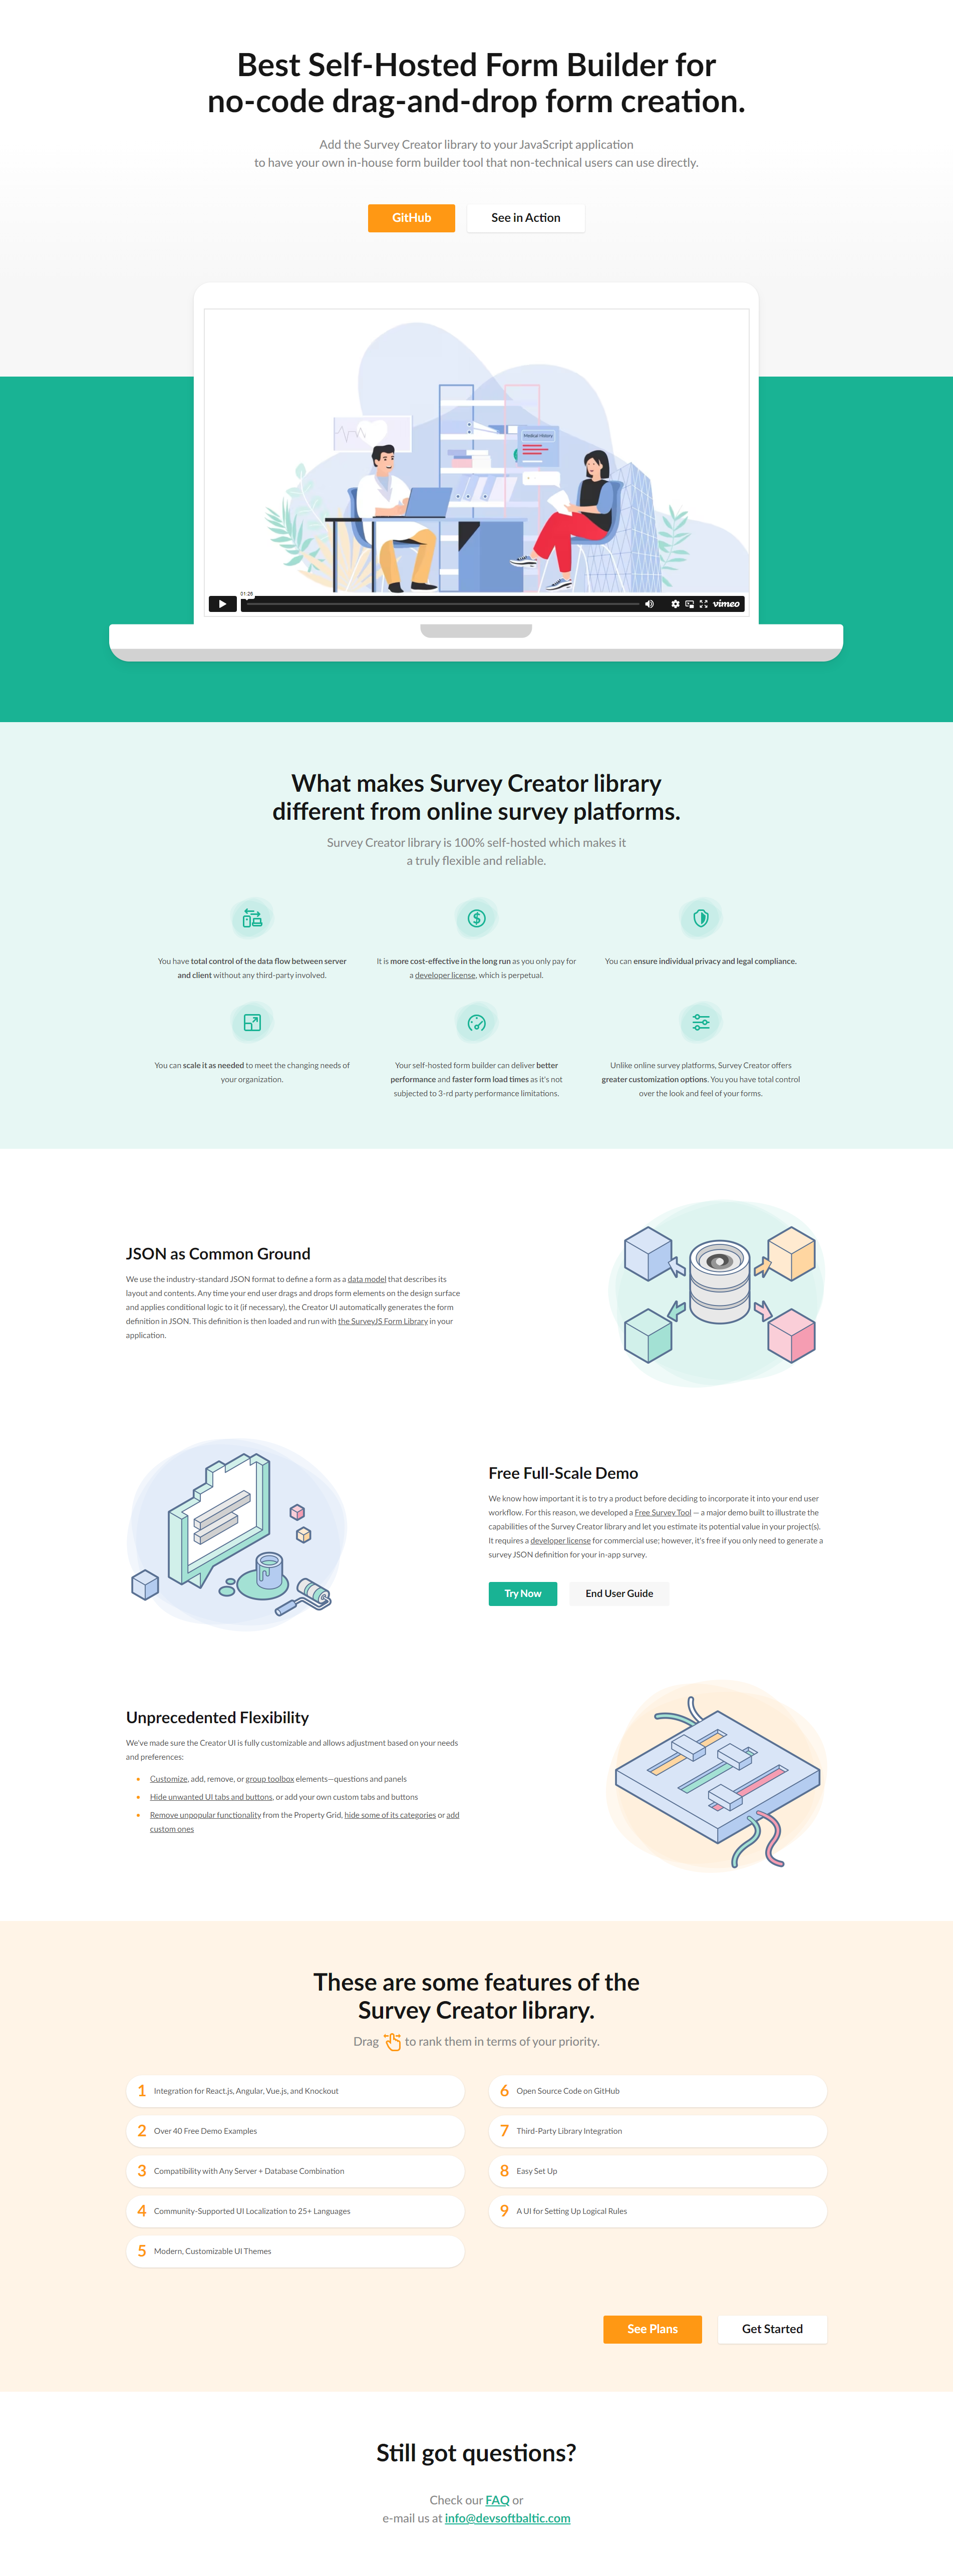 Best Self-Hosted Form Builder for
no-code drag-and-drop form creation.
Add the Survey Creator library to your JavaScript application
to have your own in-house form builder tool that non-technical users can use directly.
GitHub
See in Action
Medical History
01:28
vimeo
What makes Survey Creator library
different from online survey platforms.
Survey Creator library is 100% self-hosted which makes it
a truly flexible and reliable.
You have total control of the data flow between server
and client without any third-party involved.
It is more cost-effective in the long run as you only pay for
a developer license, which is perpetual.
You can ensure individual privacy and legal compliance.
You can scale it as needed to meet the changing needs of
your organization.
Your self-hosted form builder can deliver better
performance and faster form load times as it's not
subjected to 3-rd party performance limitations.
Unlike online survey platforms, Survey Creator offers
greater customization options. You you have total control
over the look and feel of your forms.
JSON as Common Ground
We use the industry-standard JSON format to define a form as a data model that describes its
layout and contents. Any time your end user drags and drops form elements on the design surface
and applies conditional logic to it (if necessary), the Creator UI automatically generates the form
definition in JSON. This definition is then loaded and run with the SurveyJS Form Library in your
application.
Free Full-Scale Demo
We know how important it is to try a product before deciding to incorporate it into your end user
workflow. For this reason, we developed a Free Survey Tool — a major demo built to illustrate the
capabilities of the Survey Creator library and let you estimate its potential value in your project(s).
It requires a developer license for commercial use; however, it's free if you only need to generate a
survey JSON definition for your in-app survey.
Try Now
End User Guide
Unprecedented Flexibility
We've made sure the Creator UI is fully customizable and allows adjustment based on your needs
and preferences:
Customize, add, remove, or group toolbox elements—questions and panels
Hide unwanted UI tabs and buttons, or add your own custom tabs and buttons
Remove unpopular functionality from the Property Grid, hide some of its categories or add
custom ones
These are some features of the
Survey Creator library.
Drag to rank them in terms of your priority.
1 Integration for React.js, Angular, Vue.js, and Knockout
2 Over 40 Free Demo Examples
3 Compatibility with Any Server + Database Combination
4 Community-Supported UI Localization to 25+ Languages
5 Modern, Customizable UI Themes
6 Open Source Code on GitHub
7 Third-Party Library Integration
8 Easy Set Up
9 A UI for Setting Up Logical Rules
See Plans
Get Started
Still got questions?
Check our FAQ or
e-mail us at info@devsoftbaltic.com